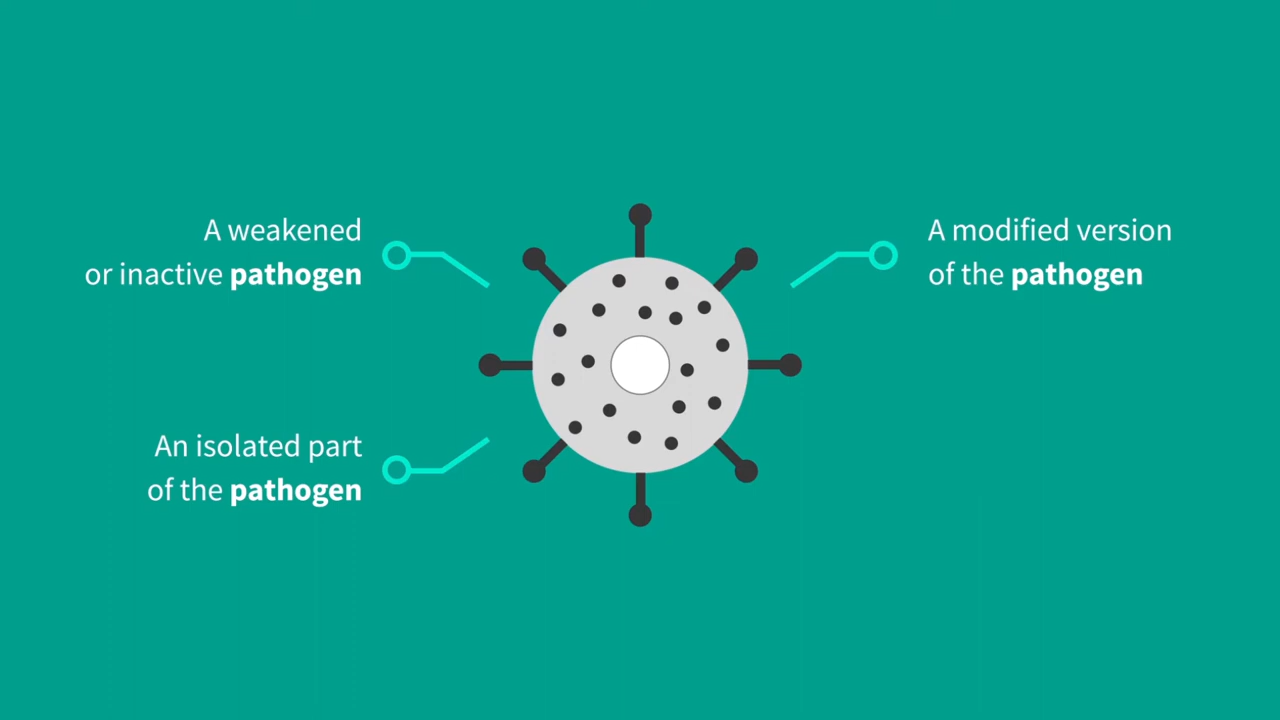 A weakened
or inactive pathogen
A modified version
of the pathogen
An isolated part
of the pathogen